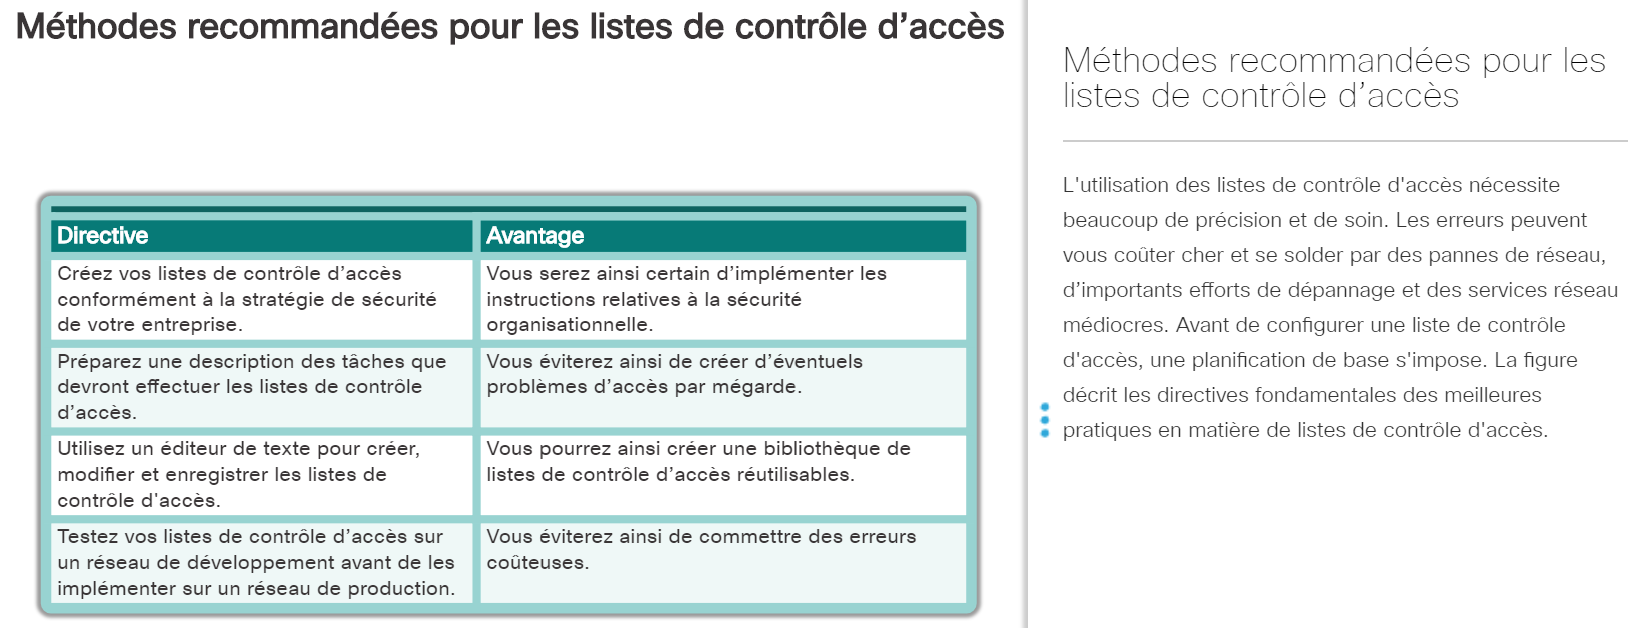 Méthodes recommandées pour les listes de contrôle d’accès
Directive
Avantage
Créez vos listes de contrôle d’accès
conformément à la stratégie de sécurité
de votre entreprise.
Vous serez ainsi certain d’implémenter les
instructions relatives à la sécurité
organisationnelle.
Préparez une description des tâches que
devront effectuer les listes de contrôle
d’accès.
Vous éviterez ainsi de créer d’éventuels
problèmes d’accès par mégarde.
Utilisez un éditeur de texte pour créer,
modifier et enregistrer les listes de
contrôle d'accès.
Vous pourrez ainsi créer une bibliothèque de
listes de contrôle d’accès réutilisables.
Testez vos listes de contrôle d’accès sur
un réseau de développement avant de les
implémenter sur un réseau de production.
Vous éviterez ainsi de commettre des erreurs
coûteuses.
Méthodes recommandées pour les
listes de contrôle d’accès
L'utilisation des listes de contrôle d'accès nécessite
beaucoup de précision et de soin. Les erreurs peuvent
vous coûter cher et se solder par des pannes de réseau,
d’importants efforts de dépannage et des services réseau
médiocres. Avant de configurer une liste de contrôle
d'accès, une planification de base s'impose. La figure
décrit les directives fondamentales des meilleures
pratiques en matière de listes de contrôle d'accès.